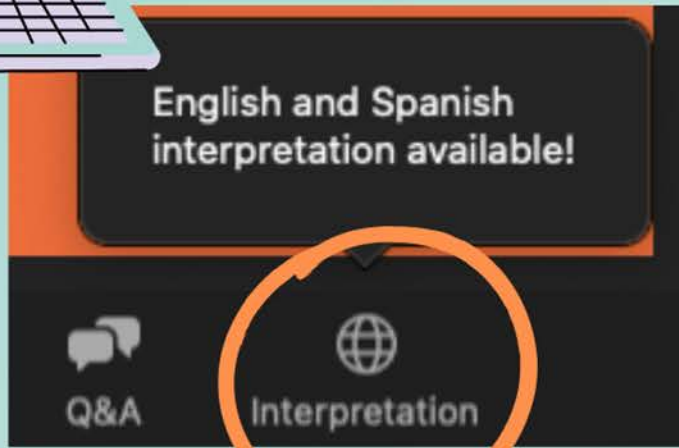 English and Spanish
interpretation available!
Q&A
Interpretation